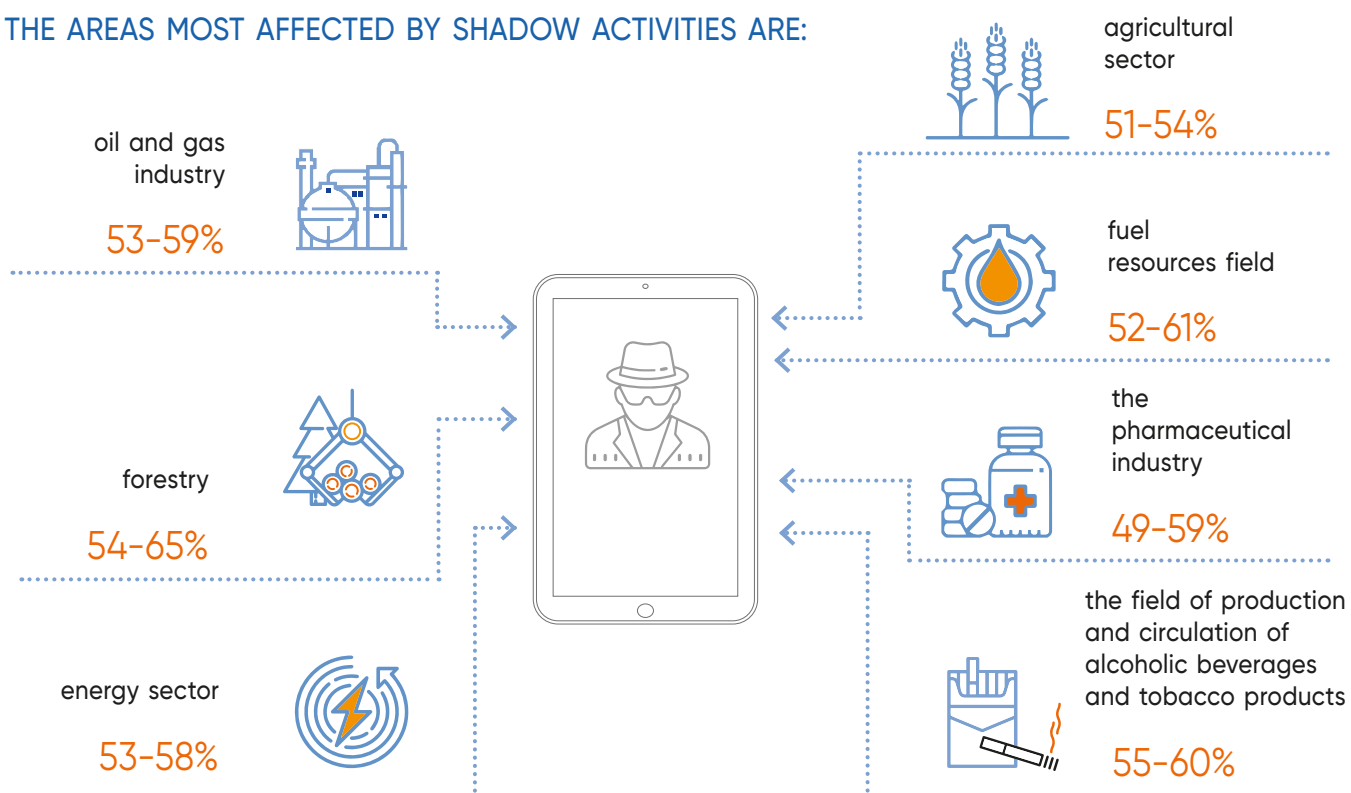 THE AREAS MOST AFFECTED BY SHADOW ACTIVITIES ARE:
oil and gas
industry
53-59%
forestry
54-65%
energy sector
53-58%
agricultural
sector
51-54%
fuel
resources field
52-61%
the
pharmaceutical
industry
49-59%
the field of production
and circulation of
alcoholic beverages
and tobacco products
55-60%